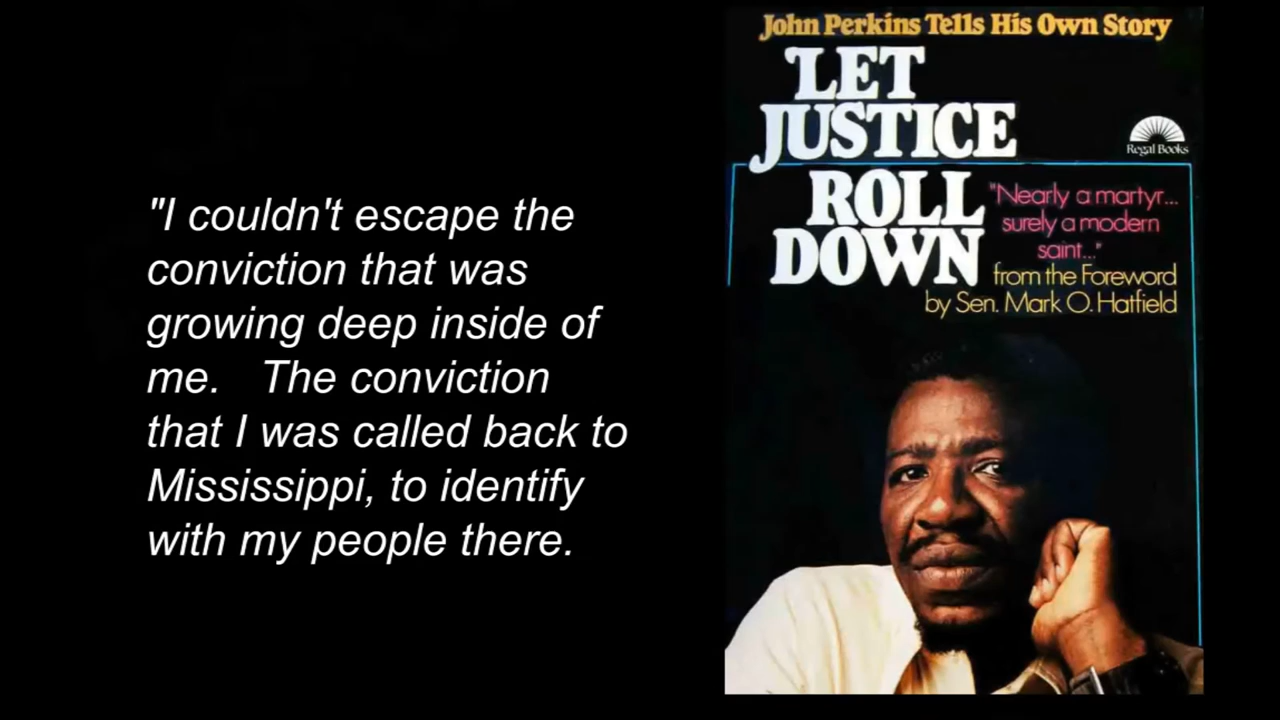 "I couldn't escape the
conviction that was
growing deep inside of
me.   The conviction
that I was called back to
Mississippi, to identify
with my people there.
John Perkins Tells His Own Story
'LET
JUSTICE
ROLL
DOWN
Regal Books
"Nearly a martyr...
surely a modern
saint..."
from the Foreword
by Sen. Mark O. Hatfield